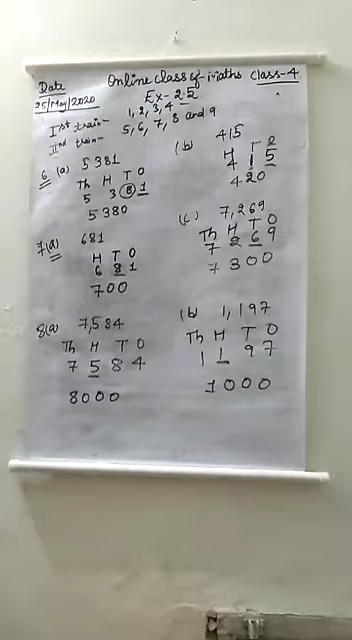 Date Online class of Maths class-4
25/May/2020 Ex- 2.5
Ist train- 1, 2, 3, 4
IInd train- 5, 6, 7, 8 and 9
6 (a) 5381
Th H T O
5 3 8 1
5380
(b) 415
H T O
4 1 5
420
7(a) 681
H T O
6 8 1
700
(c) 7,269
Th H T O
7 2 6 9
7300
8(a) 7,584
Th H T O
7 5 8 4
8000
(b) 1,197
Th H T O
1 1 9 7
1000